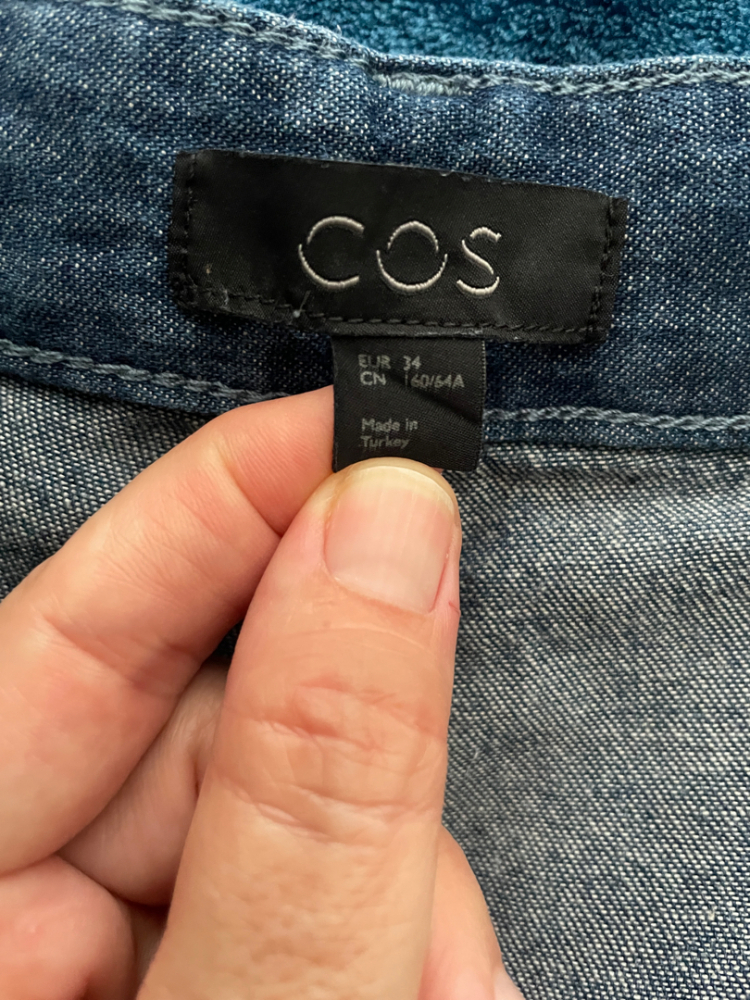 COS
EUR 34
CN 160/64A
Made in
Turkey